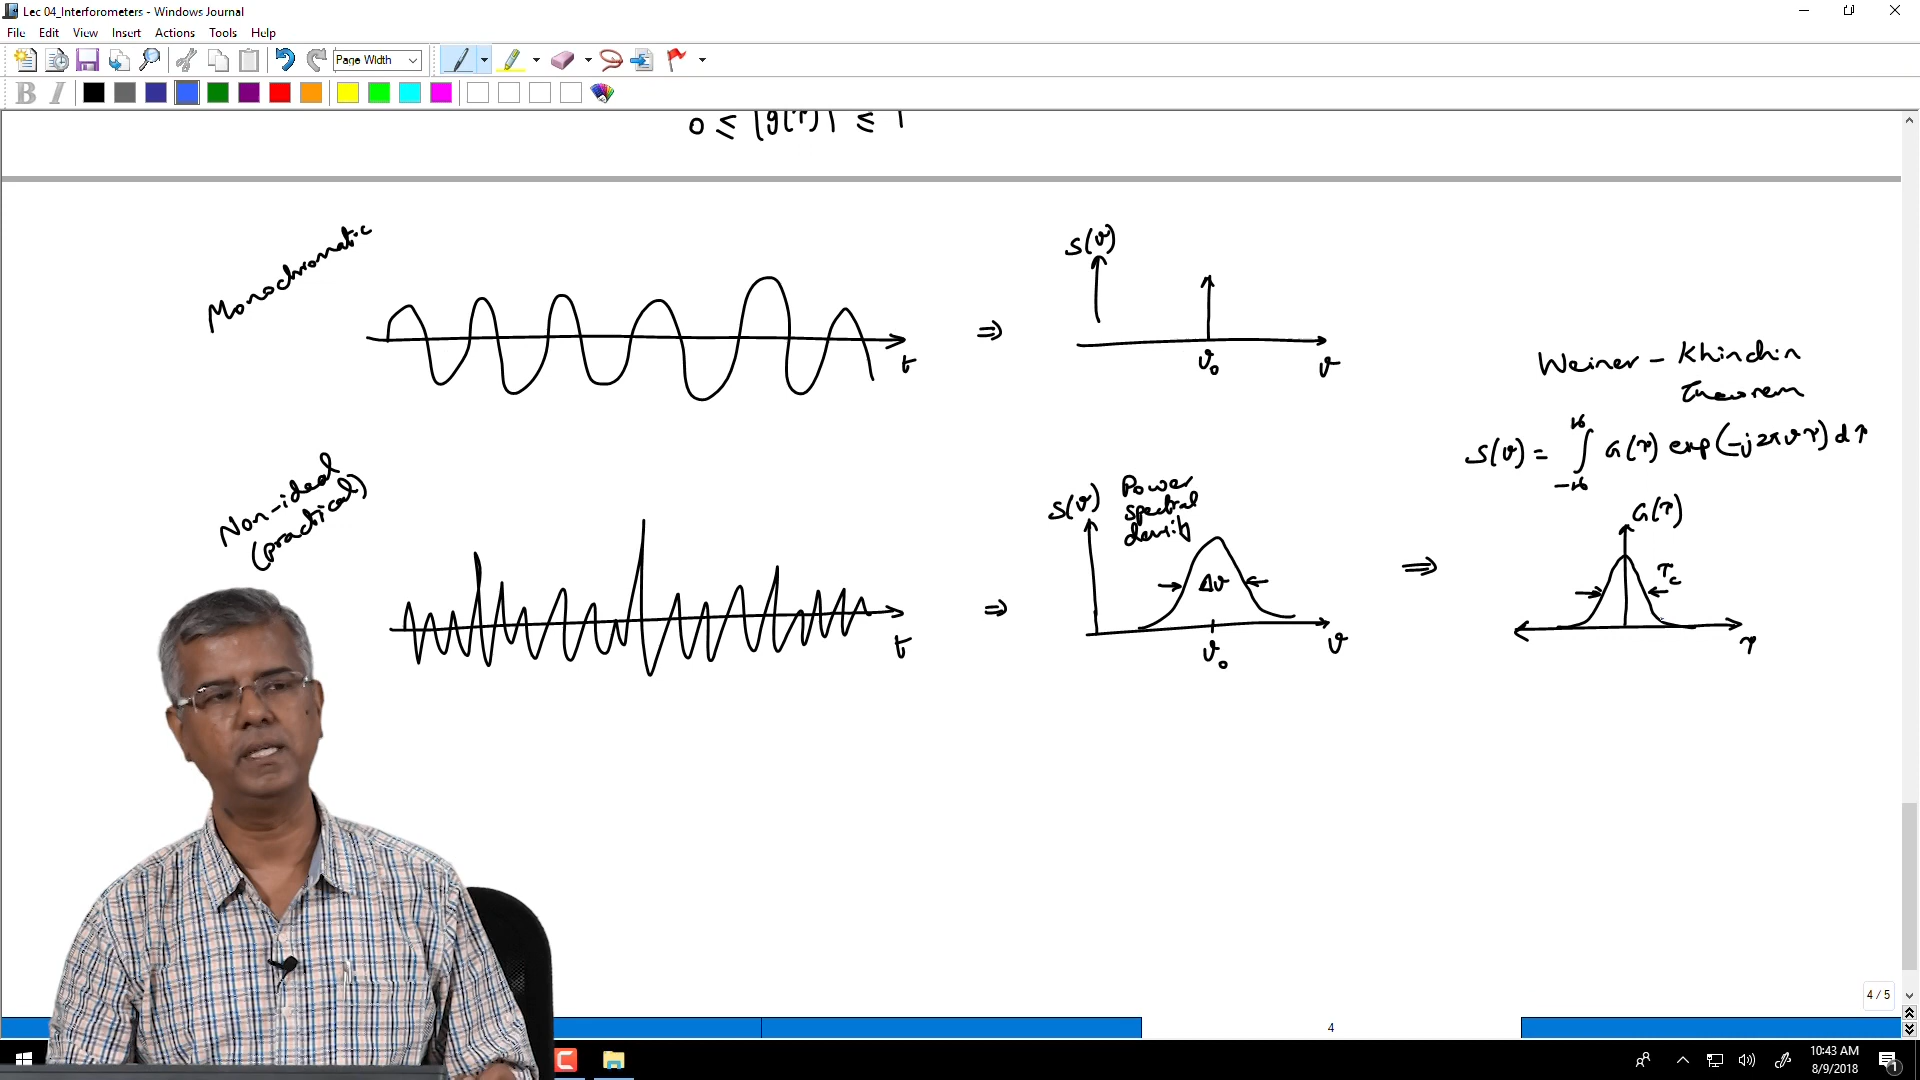 Lec 04_Interforometers - Windows Journal
File Edit View Insert Actions Tools Help
Page Width
B I
0 ≤ |g(τ)| ≤ 1
Monochromatic
S(ν)
t
⇒
ν₀
ν
Weiner - Khinchin
Theorem
S(ν) = ∫ G(τ) exp(-j2πντ) dτ
∞
-∞
Non-ideal
(practical)
S(ν)
Power
spectral
density
Δν
t
⇒
ν₀
ν
⇒
G(τ)
τc
τ
4 / 5
4
10:43 AM
8/9/2018
1